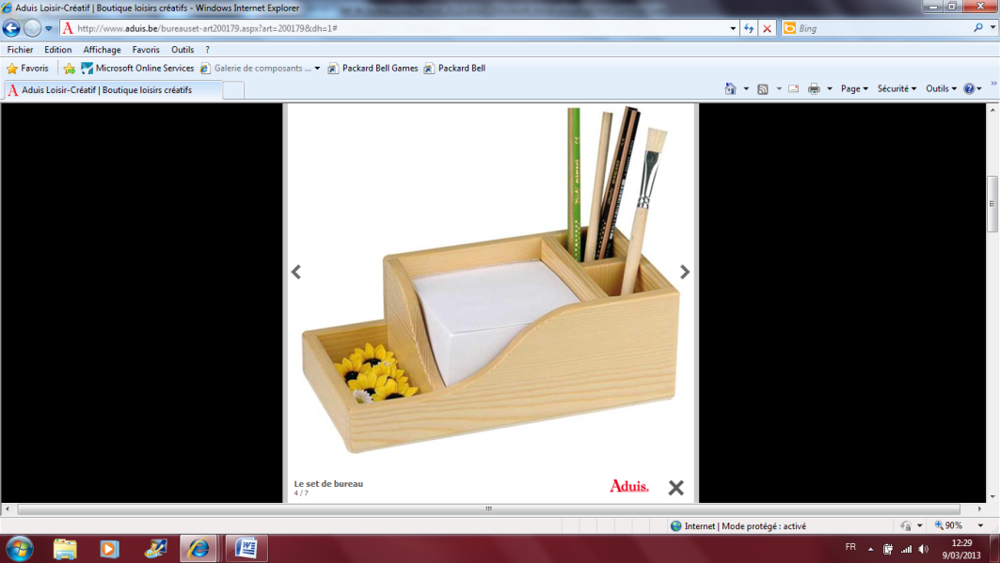 Aduis Loisir-Créatif | Boutique loisirs créatifs - Windows Internet Explorer
http://www.aduis.be/bureauset-art200179.aspx?art=200179&dh=1#
Bing
Fichier Edition Affichage Favoris Outils ?
Favoris Microsoft Online Services Galerie de composants ... Packard Bell Games Packard Bell
Aduis Loisir-Créatif | Boutique loisirs créatifs
Page Sécurité Outils
Le set de bureau
4 / 7
Aduis.
Internet | Mode protégé : activé
90%
FR
12:29
9/03/2013